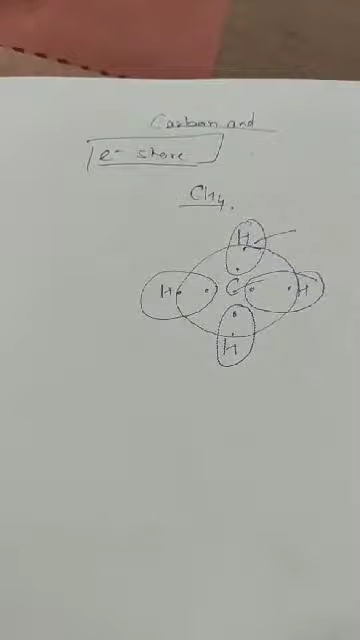 Carbon and
e⁻ share
CH₄.
H
H C H
H